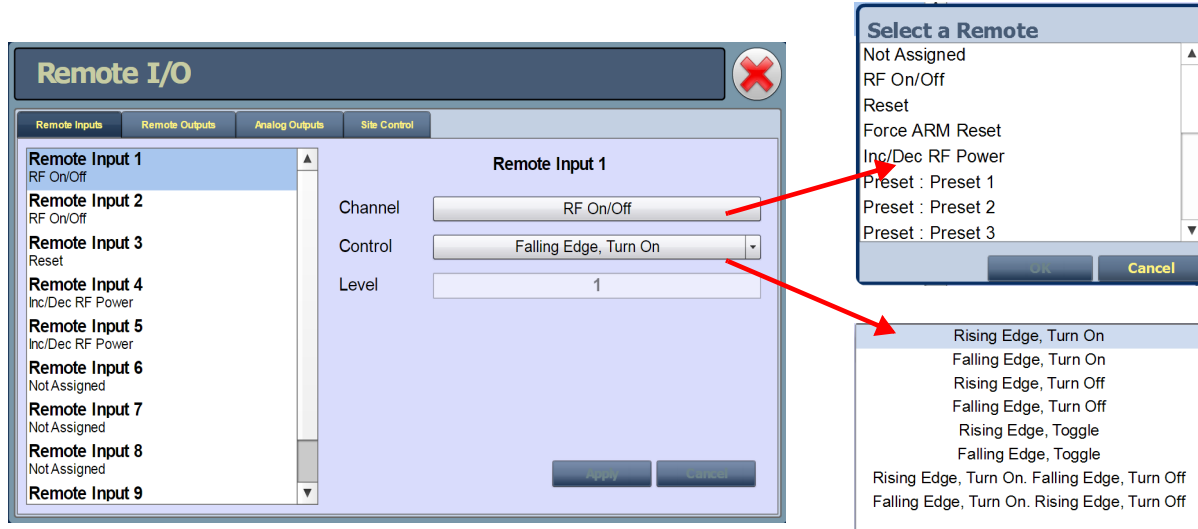 Remote I/O
Remote Inputs
Remote Outputs
Analog Outputs
Site Control
Remote Input 1
RF On/Off
Remote Input 2
RF On/Off
Remote Input 3
Reset
Remote Input 4
Inc/Dec RF Power
Remote Input 5
Inc/Dec RF Power
Remote Input 6
Not Assigned
Remote Input 7
Not Assigned
Remote Input 8
Not Assigned
Remote Input 9
Remote Input 1
Channel
RF On/Off
Control
Falling Edge, Turn On
Level
1
Apply
Cancel
Select a Remote
Not Assigned
RF On/Off
Reset
Force ARM Reset
Inc/Dec RF Power
Preset : Preset 1
Preset : Preset 2
Preset : Preset 3
OK
Cancel
Rising Edge, Turn On
Falling Edge, Turn On
Rising Edge, Turn Off
Falling Edge, Turn Off
Rising Edge, Toggle
Falling Edge, Toggle
Rising Edge, Turn On. Falling Edge, Turn Off
Falling Edge, Turn On. Rising Edge, Turn Off